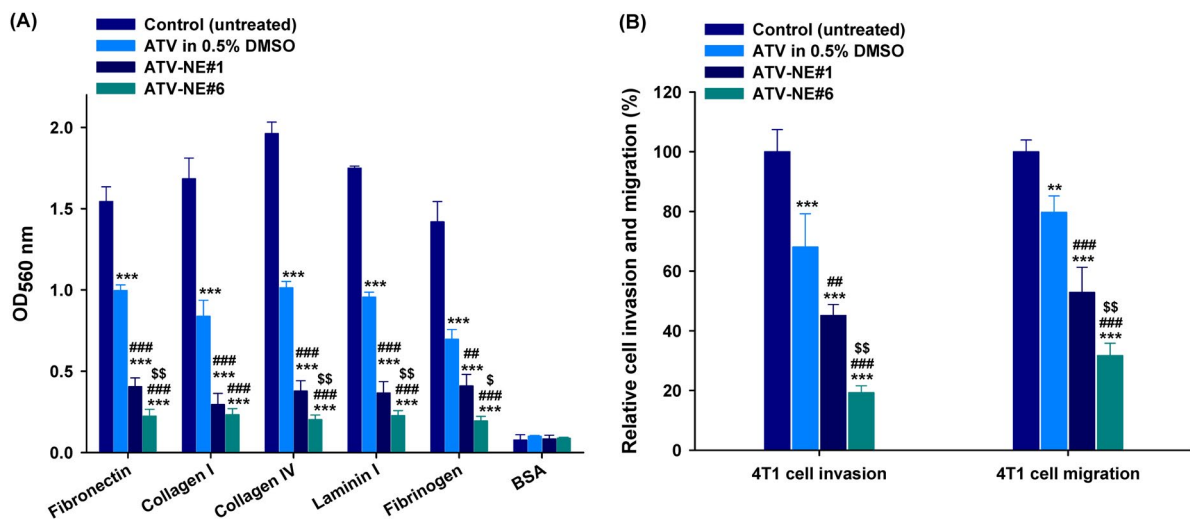 (A)
Control (untreated)
ATV in 0.5% DMSO
ATV-NE#1
ATV-NE#6
OD560 nm
2.0
1.5
1.0
0.5
0.0
***
###
***
$$
###
***
***
###
***
###
***
***
###
***
$$
###
***
***
###
***
$$
###
***
***
##
***
$
###
***
Fibronectin
Collagen I
Collagen IV
Laminin I
Fibrinogen
BSA
(B)
Control (untreated)
ATV in 0.5% DMSO
ATV-NE#1
ATV-NE#6
Relative cell invasion and migration (%)
120
100
80
60
40
20
0
***
##
***
$$
###
***
**
###
***
$$
###
***
4T1 cell invasion
4T1 cell migration